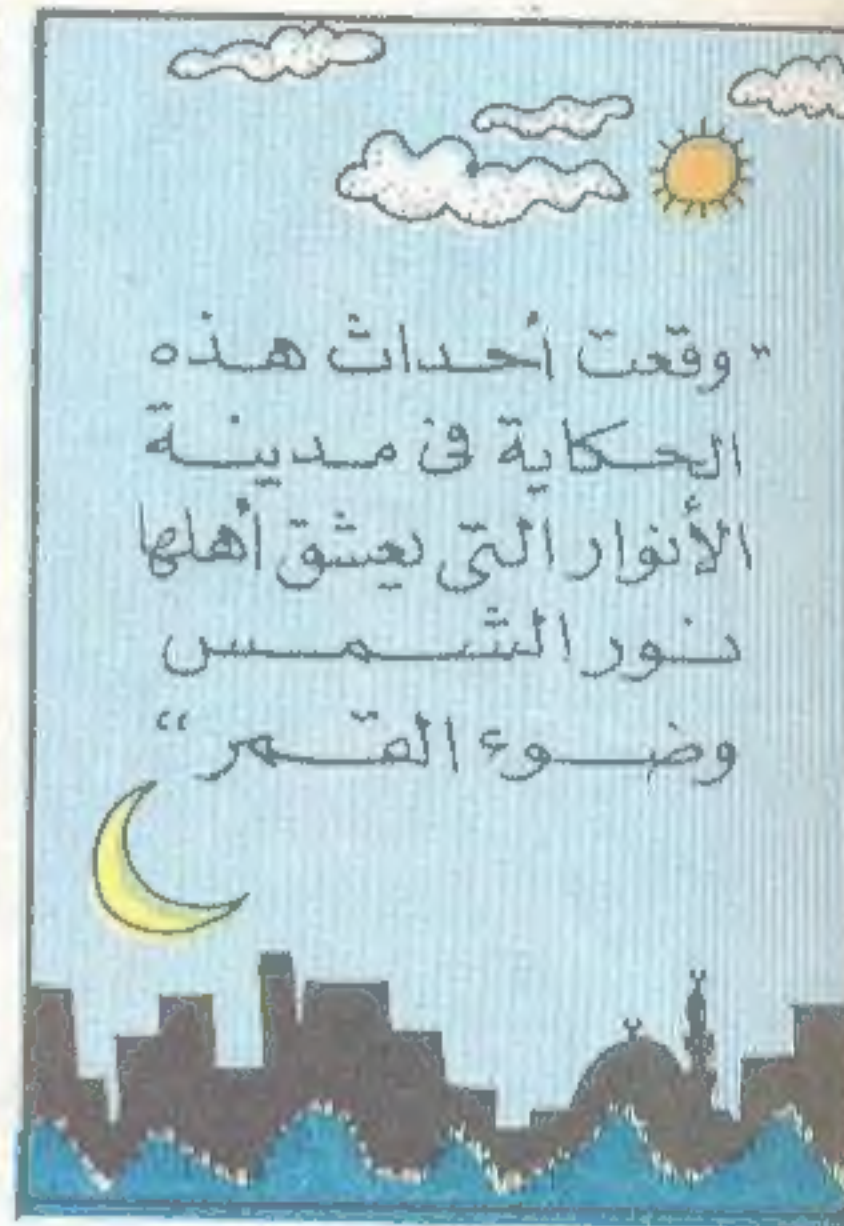 " وقعت أحداث هذه
الحكاية فى مدينة
الأنوار التى يعشق أهلها
نور الشمس
وضوء القمر "